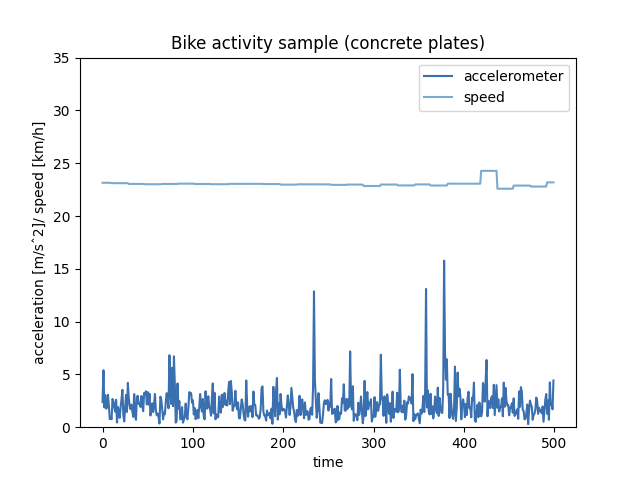 Bike activity sample (concrete plates)
accelerometer
speed
acceleration [m/sˆ2]/ speed [km/h]
35
30
25
20
15
10
5
0
0 100 200 300 400 500
time